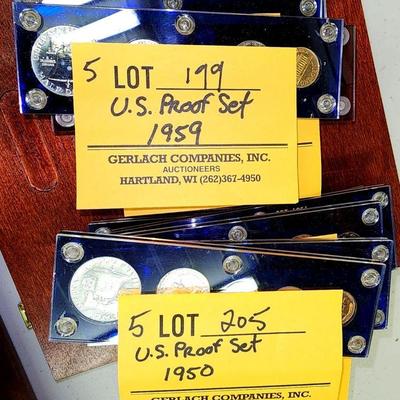 5 LOT 199
U.S. Proof Set
1959
GERLACH COMPANIES, INC.
AUCTIONEERS
HARTLAND, WI (262)367-4950
5 LOT 205
U.S. Proof Set
1950
GERLACH COMPANIES, INC.